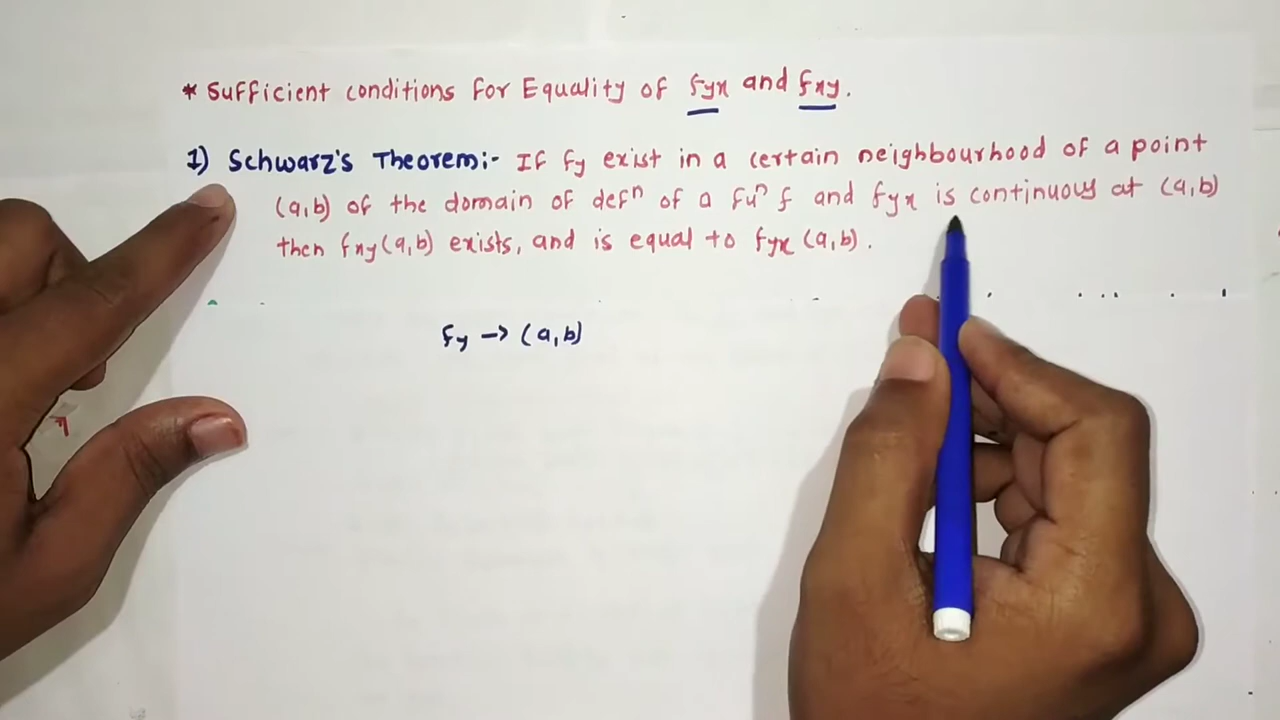 * Sufficient conditions for Equality of fyx and fxy.
1) Schwarz's Theorem:- If fy exist in a certain neighbourhood of a point
(a,b) of the domain of defⁿ of a fuⁿ f and fyx is continuous at (a,b)
then fxy(a,b) exists, and is equal to fyx (a,b).
fy → (a,b)